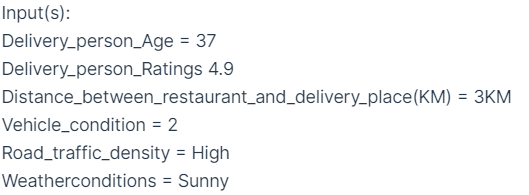 Input(s):
Delivery_person_Age = 37
Delivery_person_Ratings 4.9
Distance_between_restaurant_and_delivery_place(KM) = 3KM
Vehicle_condition = 2
Road_traffic_density = High
Weatherconditions = Sunny